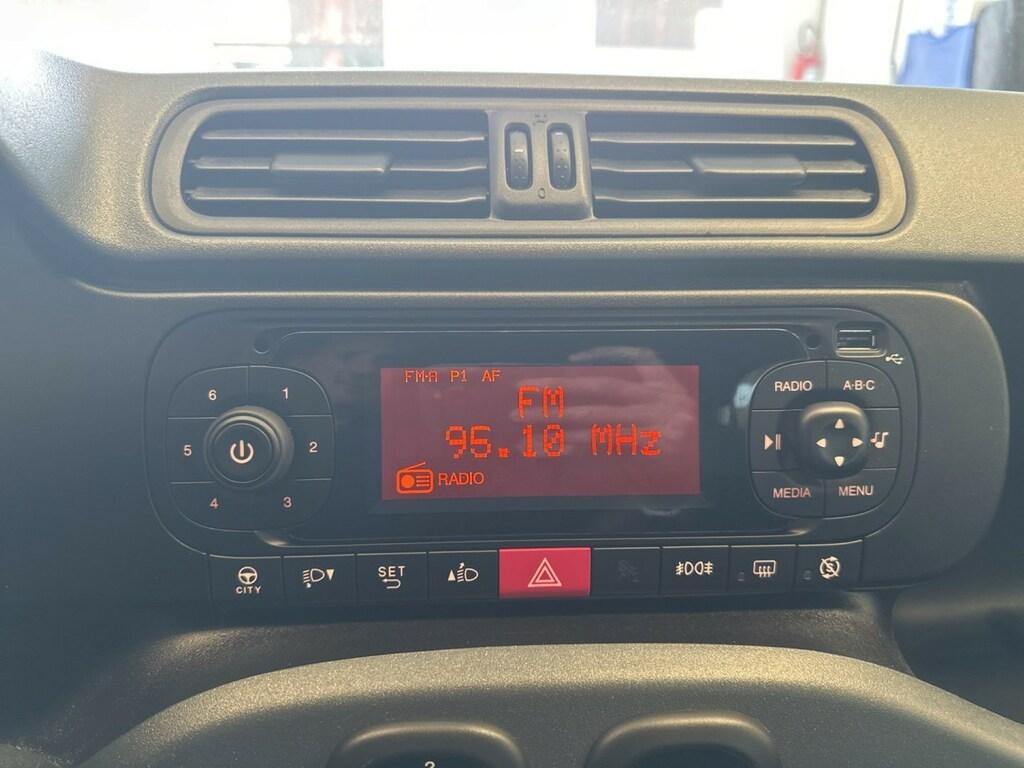 FM-A P1 AF
FM
95.10 MHz
RADIO
6
1
5
2
4
3
RADIO
A·B·C
MEDIA
MENU
CITY
SET